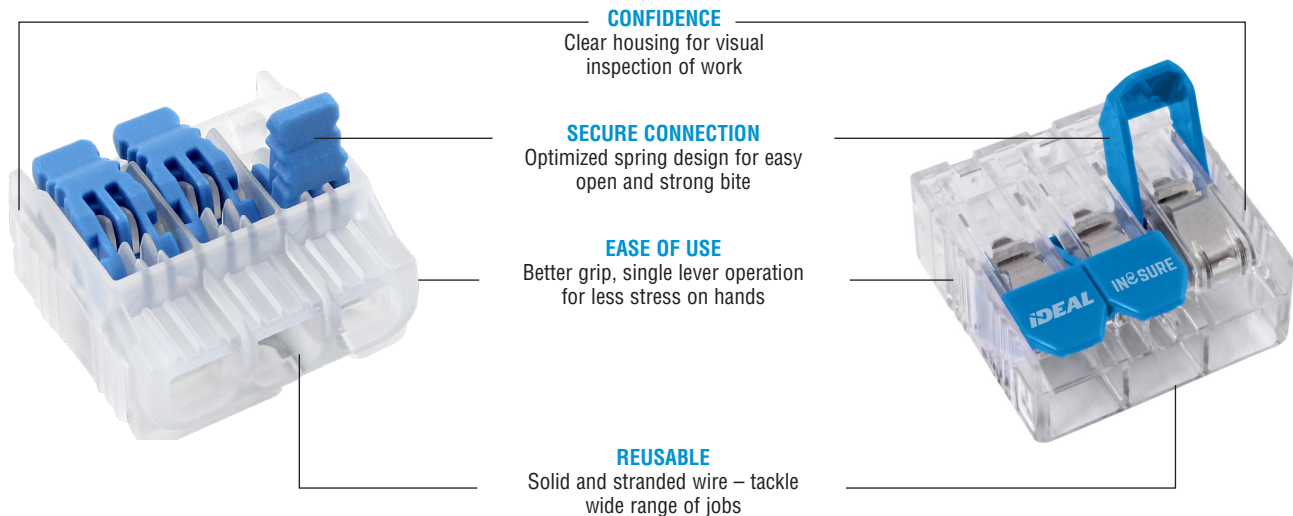 CONFIDENCE
Clear housing for visual
inspection of work
SECURE CONNECTION
Optimized spring design for easy
open and strong bite
EASE OF USE
Better grip, single lever operation
for less stress on hands
IDEAL
IN-SURE
REUSABLE
Solid and stranded wire – tackle
wide range of jobs